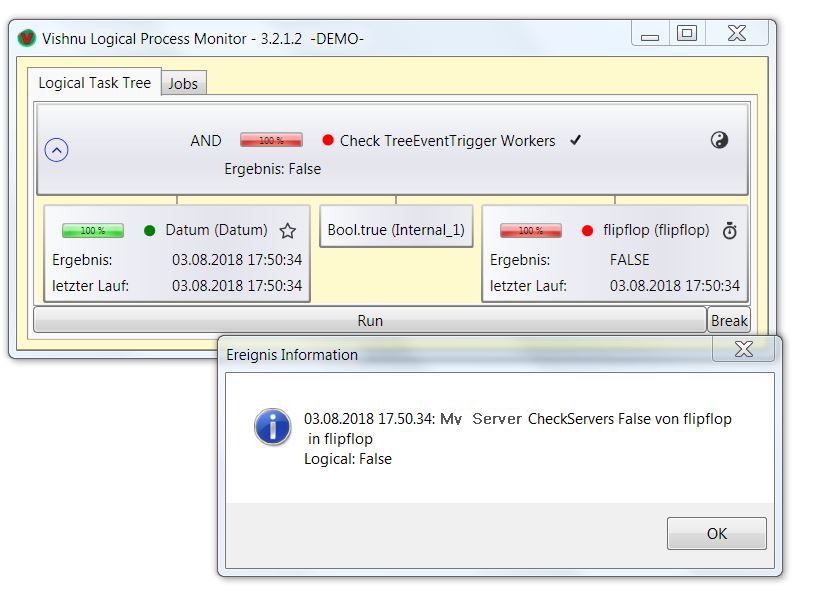 Vishnu Logical Process Monitor - 3.2.1.2 -DEMO-
Logical Task Tree Jobs
AND 100 % Check TreeEventTrigger Workers
Ergebnis: False
100 % Datum (Datum)
Ergebnis: 03.08.2018 17:50:34
letzter Lauf: 03.08.2018 17:50:34
Bool.true (Internal_1)
100 % flipflop (flipflop)
Ergebnis: FALSE
letzter Lauf: 03.08.2018 17:50:34
Run Break
Ereignis Information
03.08.2018 17.50.34: My Server CheckServers False von flipflop
in flipflop
Logical: False
OK